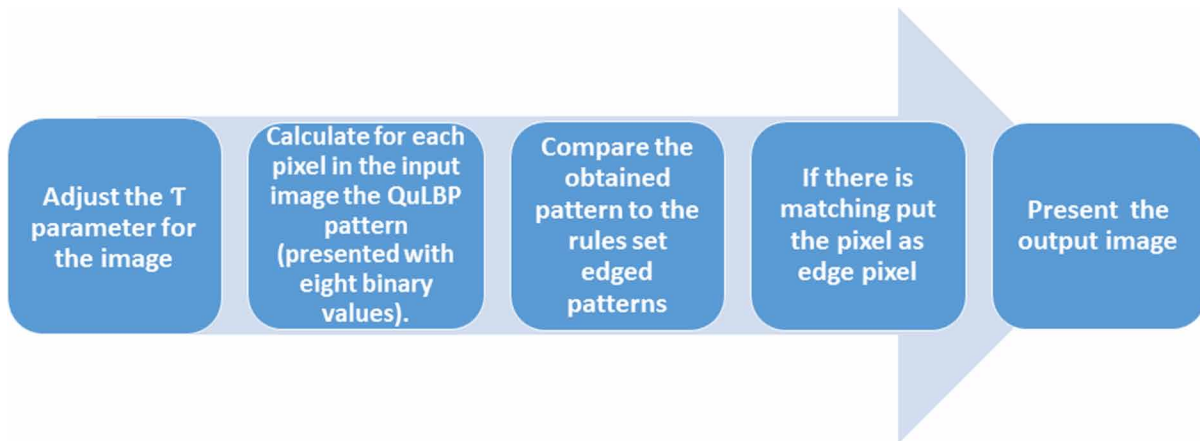 Adjust the Ƭ
parameter for
the image
Calculate for each
pixel in the input
image the QuLBP
pattern
(presented with
eight binary
values).
Compare the
obtained
pattern to the
rules set
edged
patterns
If there is
matching put
the pixel as
edge pixel
Present the
output image